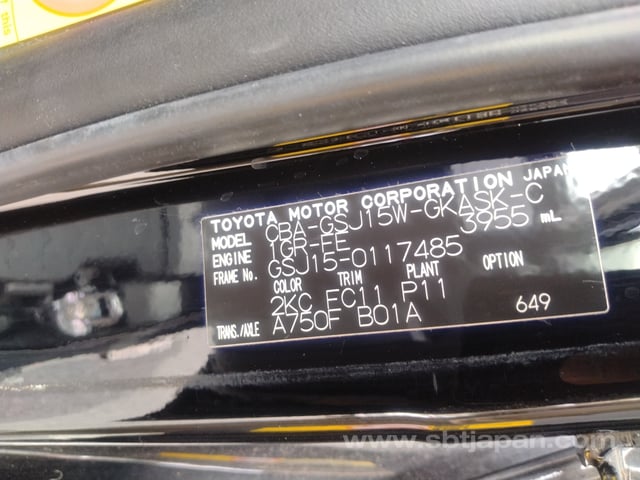 TOYOTA MOTOR CORPORATION JAPAN
MODEL CBA-GSJ15W-GKASK-C
ENGINE 1GR-FE 3955 mL
FRAME No. GSJ15-0117485
COLOR TRIM PLANT OPTION
2KC FC11 P11
TRANS./AXLE A750F B01A 649
www.sbtjapan.com